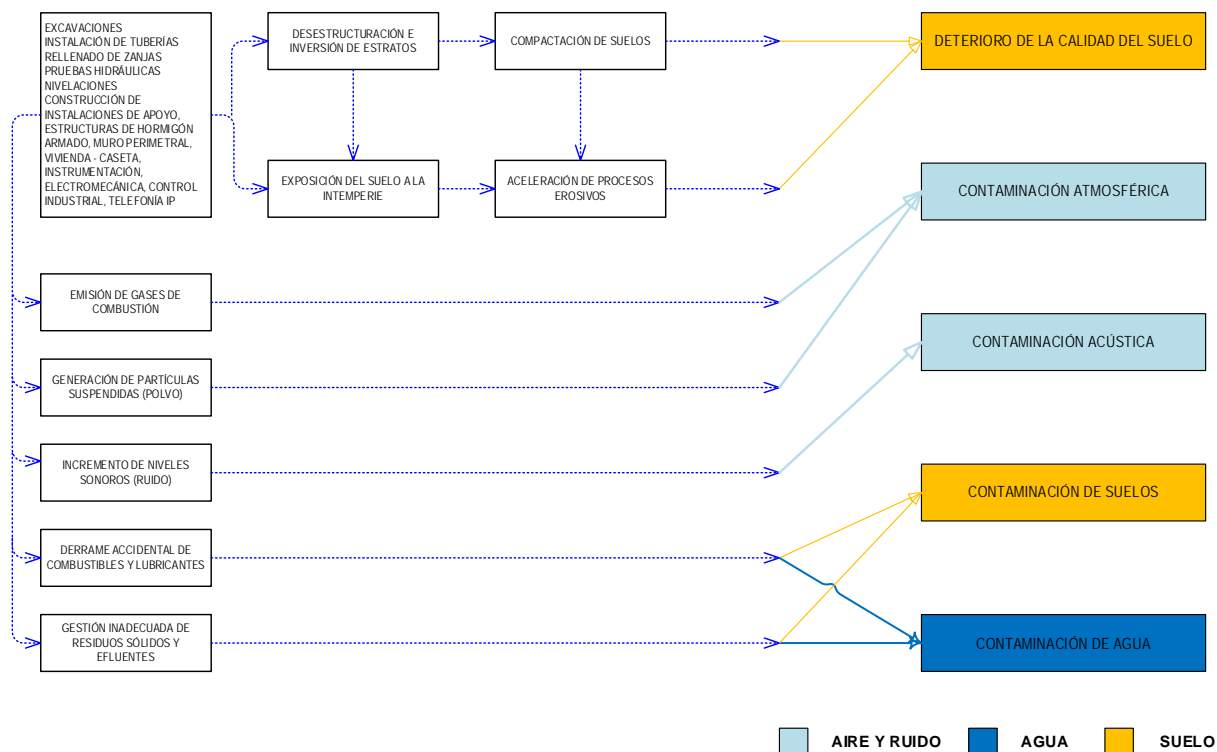 EXCAVACIONES
INSTALACIÓN DE TUBERÍAS
RELLENADO DE ZANJAS
PRUEBAS HIDRÁULICAS
NIVELACIONES
CONSTRUCCIÓN DE
INSTALACIONES DE APOYO,
ESTRUCTURAS DE HORMIGÓN
ARMADO, MURO PERIMETRAL,
VIVIENDA - CASETA,
INSTRUMENTACIÓN,
ELECTROMECÁNICA, CONTROL
INDUSTRIAL, TELEFONÍA IP
DESESTRUCTURACIÓN E
INVERSIÓN DE ESTRATOS
COMPACTACIÓN DE SUELOS
DETERIORO DE LA CALIDAD DEL SUELO
EXPOSICIÓN DEL SUELO A LA
INTEMPERIE
ACELERACIÓN DE PROCESOS
EROSIVOS
CONTAMINACIÓN ATMOSFÉRICA
EMISIÓN DE GASES DE
COMBUSTIÓN
CONTAMINACIÓN ACÚSTICA
GENERACIÓN DE PARTÍCULAS
SUSPENDIDAS (POLVO)
INCREMENTO DE NIVELES
SONOROS (RUIDO)
CONTAMINACIÓN DE SUELOS
DERRAME ACCIDENTAL DE
COMBUSTIBLES Y LUBRICANTES
GESTIÓN INADECUADA DE
RESIDUOS SÓLIDOS Y
EFLUENTES
CONTAMINACIÓN DE AGUA
AIRE Y RUIDO
AGUA
SUELO